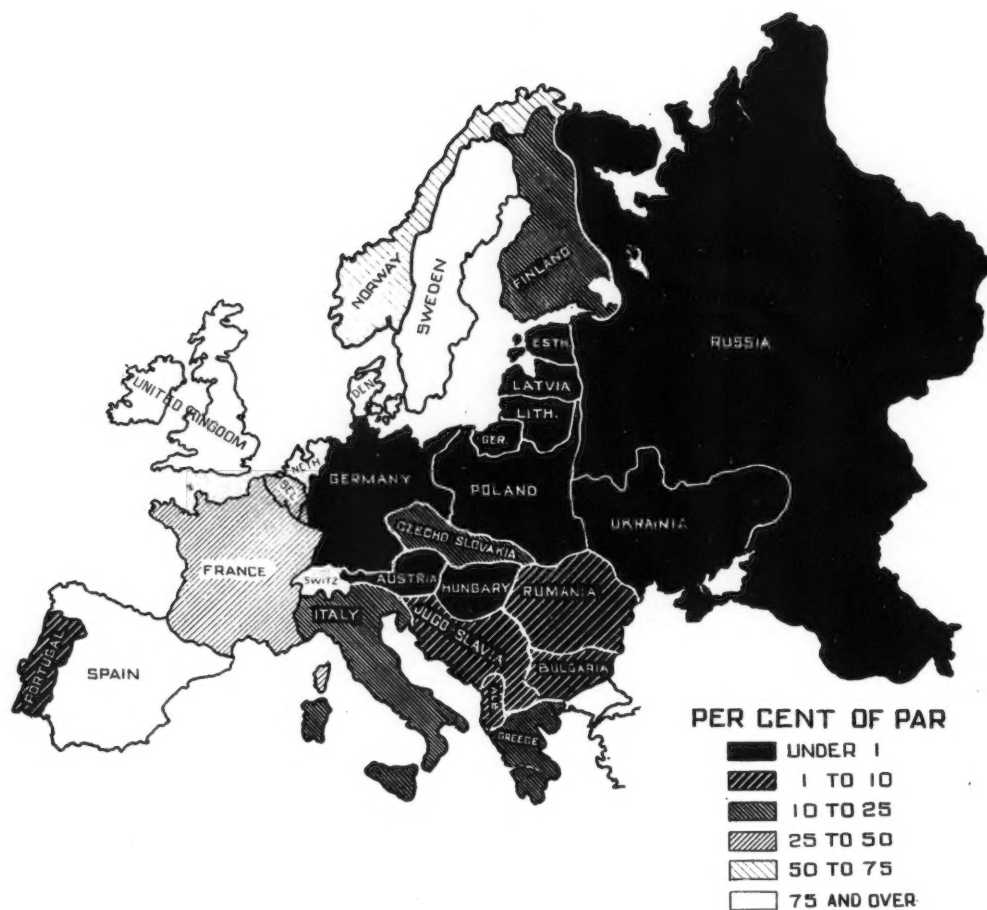 NORWAY
SWEDEN
FINLAND
RUSSIA
ESTH.
LATVIA
LITH.
GER.
DEN.
UNITED KINGDOM
NETH.
BEL.
GERMANY
POLAND
UKRAINIA
CZECHO SLOVAKIA
FRANCE
SWITZ
AUSTRIA
HUNGARY
RUMANIA
ITALY
JUGO SLAVIA
BULGARIA
ALB.
GREECE
PORTUGAL
SPAIN
PER CENT OF PAR
UNDER 1
1 TO 10
10 TO 25
25 TO 50
50 TO 75
75 AND OVER